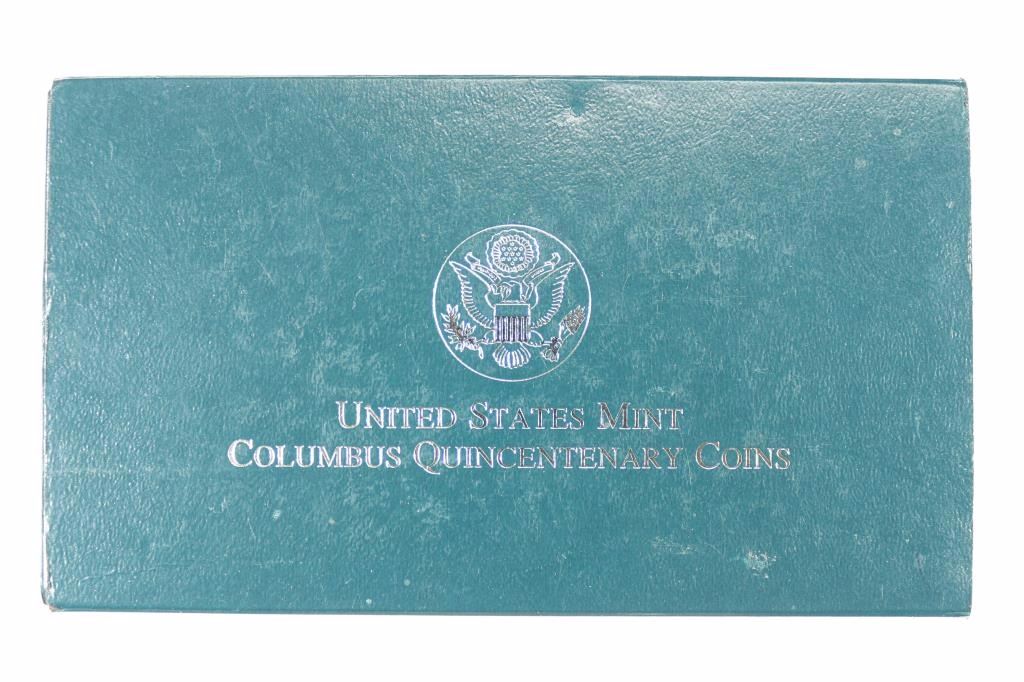 United States Mint
Columbus Quincentenary Coins